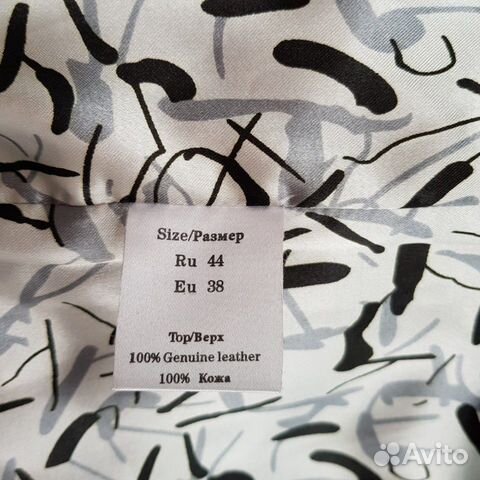 Size/Размер
Ru 44
Eu 38
Top/Верх
100% Genuine leather
100% Кожа
Avito